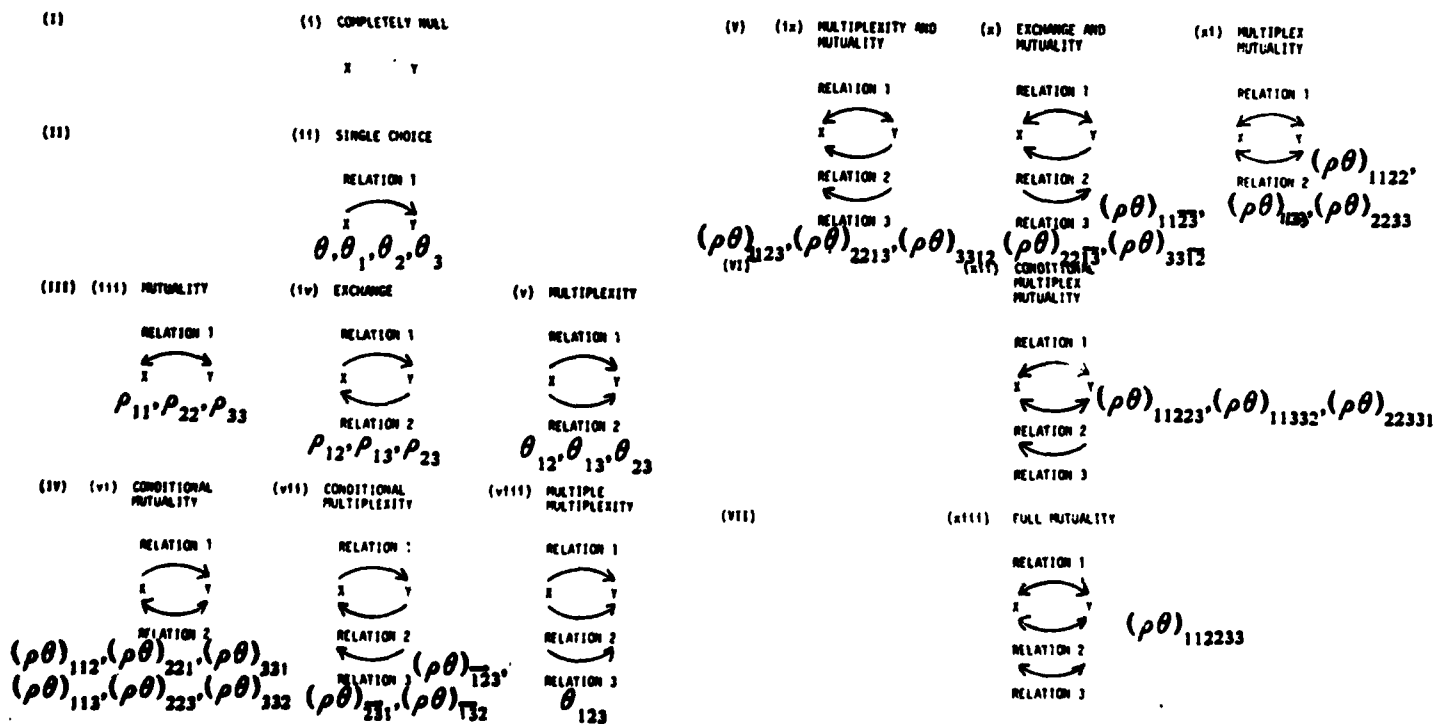 (I) (i) COMPLETELY NULL
X Y
(II) (ii) SINGLE CHOICE
RELATION 1
X Y
θ,θ₁,θ₂,θ₃
(III) (iii) MUTUALITY (iv) EXCHANGE (v) MULTIPLEXITY
RELATION 1 RELATION 1 RELATION 1
X Y X Y X Y
ρ₁₁,ρ₂₂,ρ₃₃
RELATION 2 RELATION 2
ρ₁₂,ρ₁₃,ρ₂₃ θ₁₂,θ₁₃,θ₂₃
(IV) (vi) CONDITIONAL MUTUALITY (vii) CONDITIONAL MULTIPLEXITY (viii) MULTIPLE MULTIPLEXITY
RELATION 1 RELATION 1 RELATION 1
X Y X Y X Y
RELATION 2 RELATION 2 RELATION 2
(ρθ)₁₁₂,(ρθ)₂₂₁,(ρθ)₃₃₁
(ρθ)₁₁₃,(ρθ)₂₂₃,(ρθ)₃₃₂
RELATION 3 RELATION 3
θ₁₂₃
(V) (ix) MULTIPLEXITY AND MUTUALITY (x) EXCHANGE AND MUTUALITY (xi) MULTIPLEX MUTUALITY
RELATION 1 RELATION 1 RELATION 1
X Y X Y X Y
(ρθ)₁₁₂₂,
RELATION 2 RELATION 2 RELATION 2
(ρθ)₂₂₃₃
RELATION 3 RELATION 3
(ρθ)₁₁₂₃,(ρθ)₂₂₁₃,(ρθ)₃₃₁₂
(VI) (xii) CONDITIONAL MULTIPLEX MUTUALITY
RELATION 1
X Y
(ρθ)₁₁₂₂₃,(ρθ)₁₁₃₃₂,(ρθ)₂₂₃₃₁
RELATION 2
RELATION 3
(VII) (xiii) FULL MUTUALITY
RELATION 1
X Y
(ρθ)₁₁₂₂₃₃
RELATION 2
RELATION 3